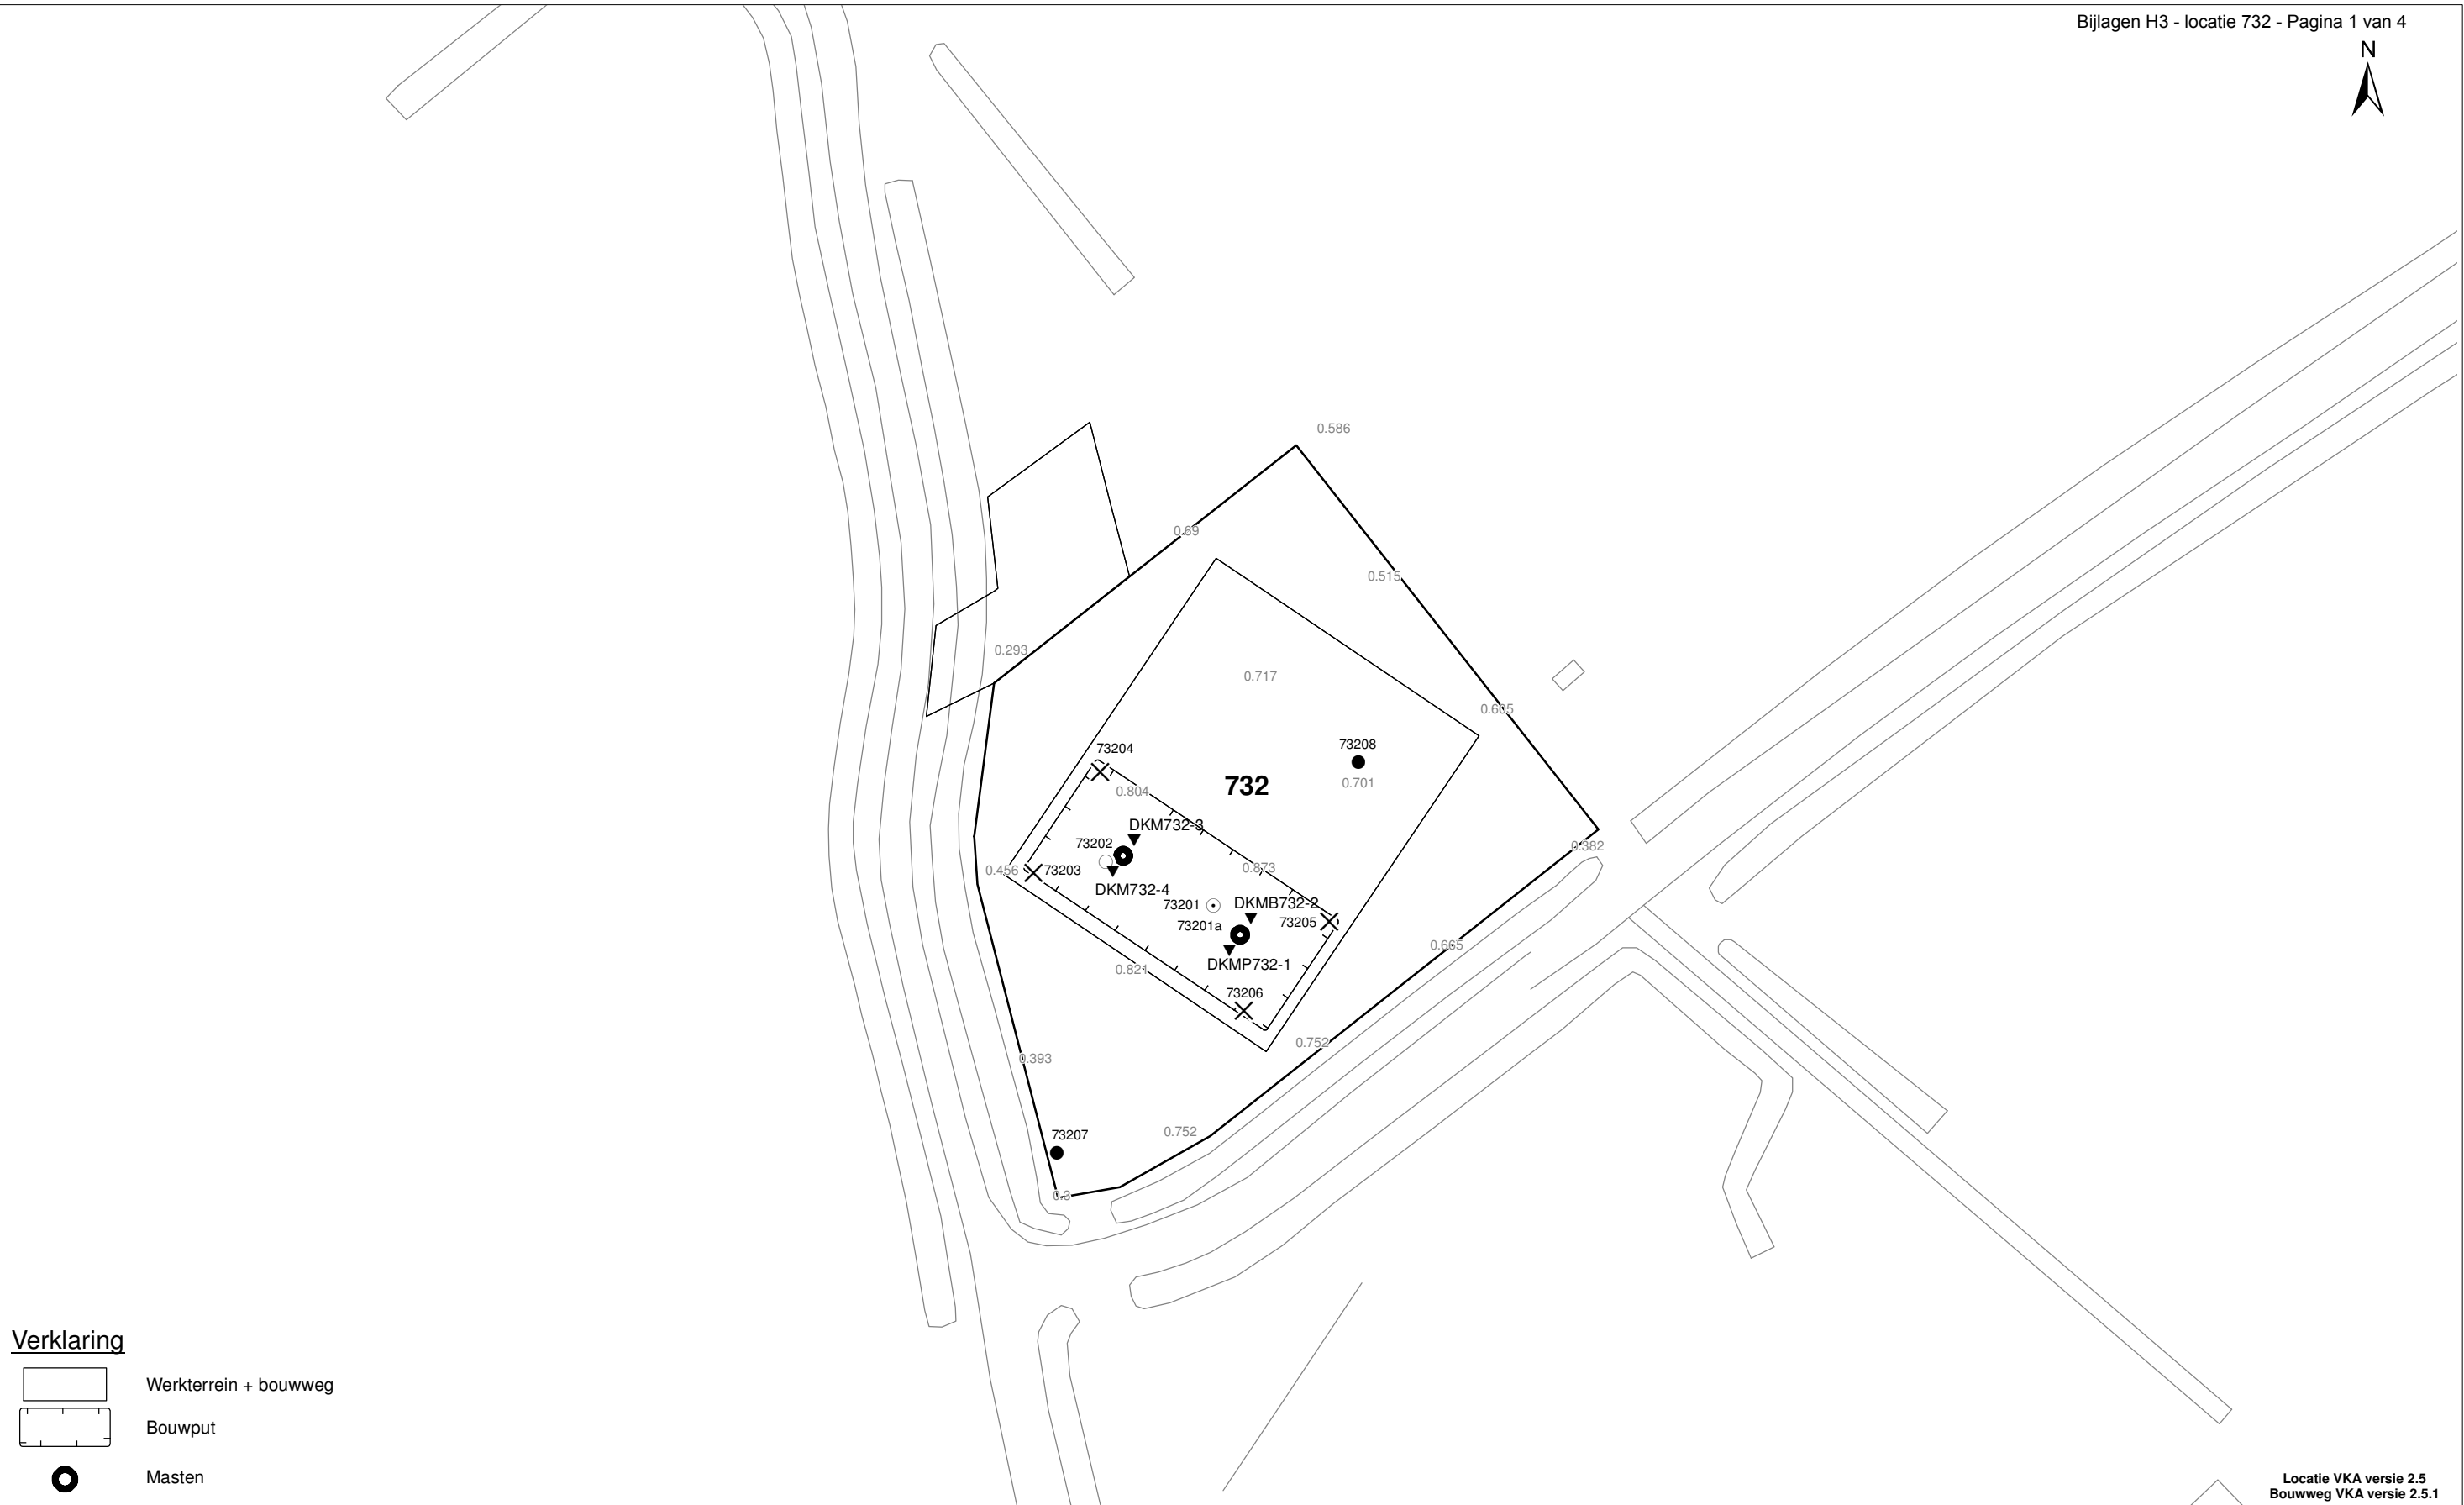 Bijlagen H3 - locatie 732 - Pagina 1 van 4
N
0.586
0.69
0.515
0.293
0.717
0.605
73204
73208
732
0.701
0.804
DKM732-3
73202
0.382
0.456
73203
0.873
DKM732-4
73201
DKMB732-2
73201a
73205
0.665
DKMP732-1
0.821
73206
0.752
0.393
0.752
73207
0.3
Verklaring
Werkterrein + bouwweg
Bouwput
Masten
Locatie VKA versie 2.5
Bouwweg VKA versie 2.5.1